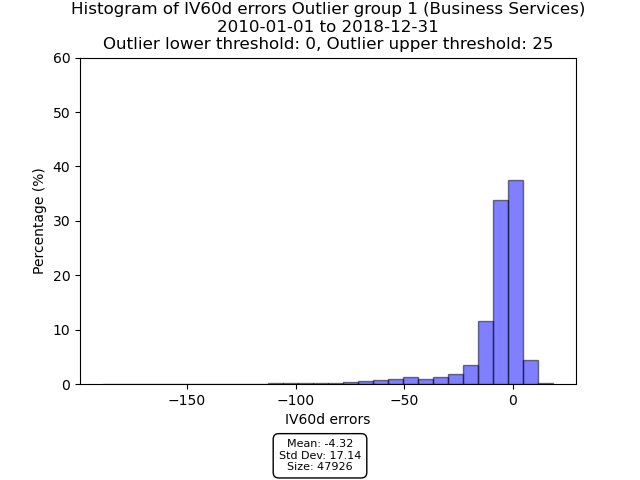 Histogram of IV60d errors Outlier group 1 (Business Services)
2010-01-01 to 2018-12-31
Outlier lower threshold: 0, Outlier upper threshold: 25
60
50
40
30
20
10
0
Percentage (%)
−150
−100
−50
0
IV60d errors
Mean: -4.32
Std Dev: 17.14
Size: 47926